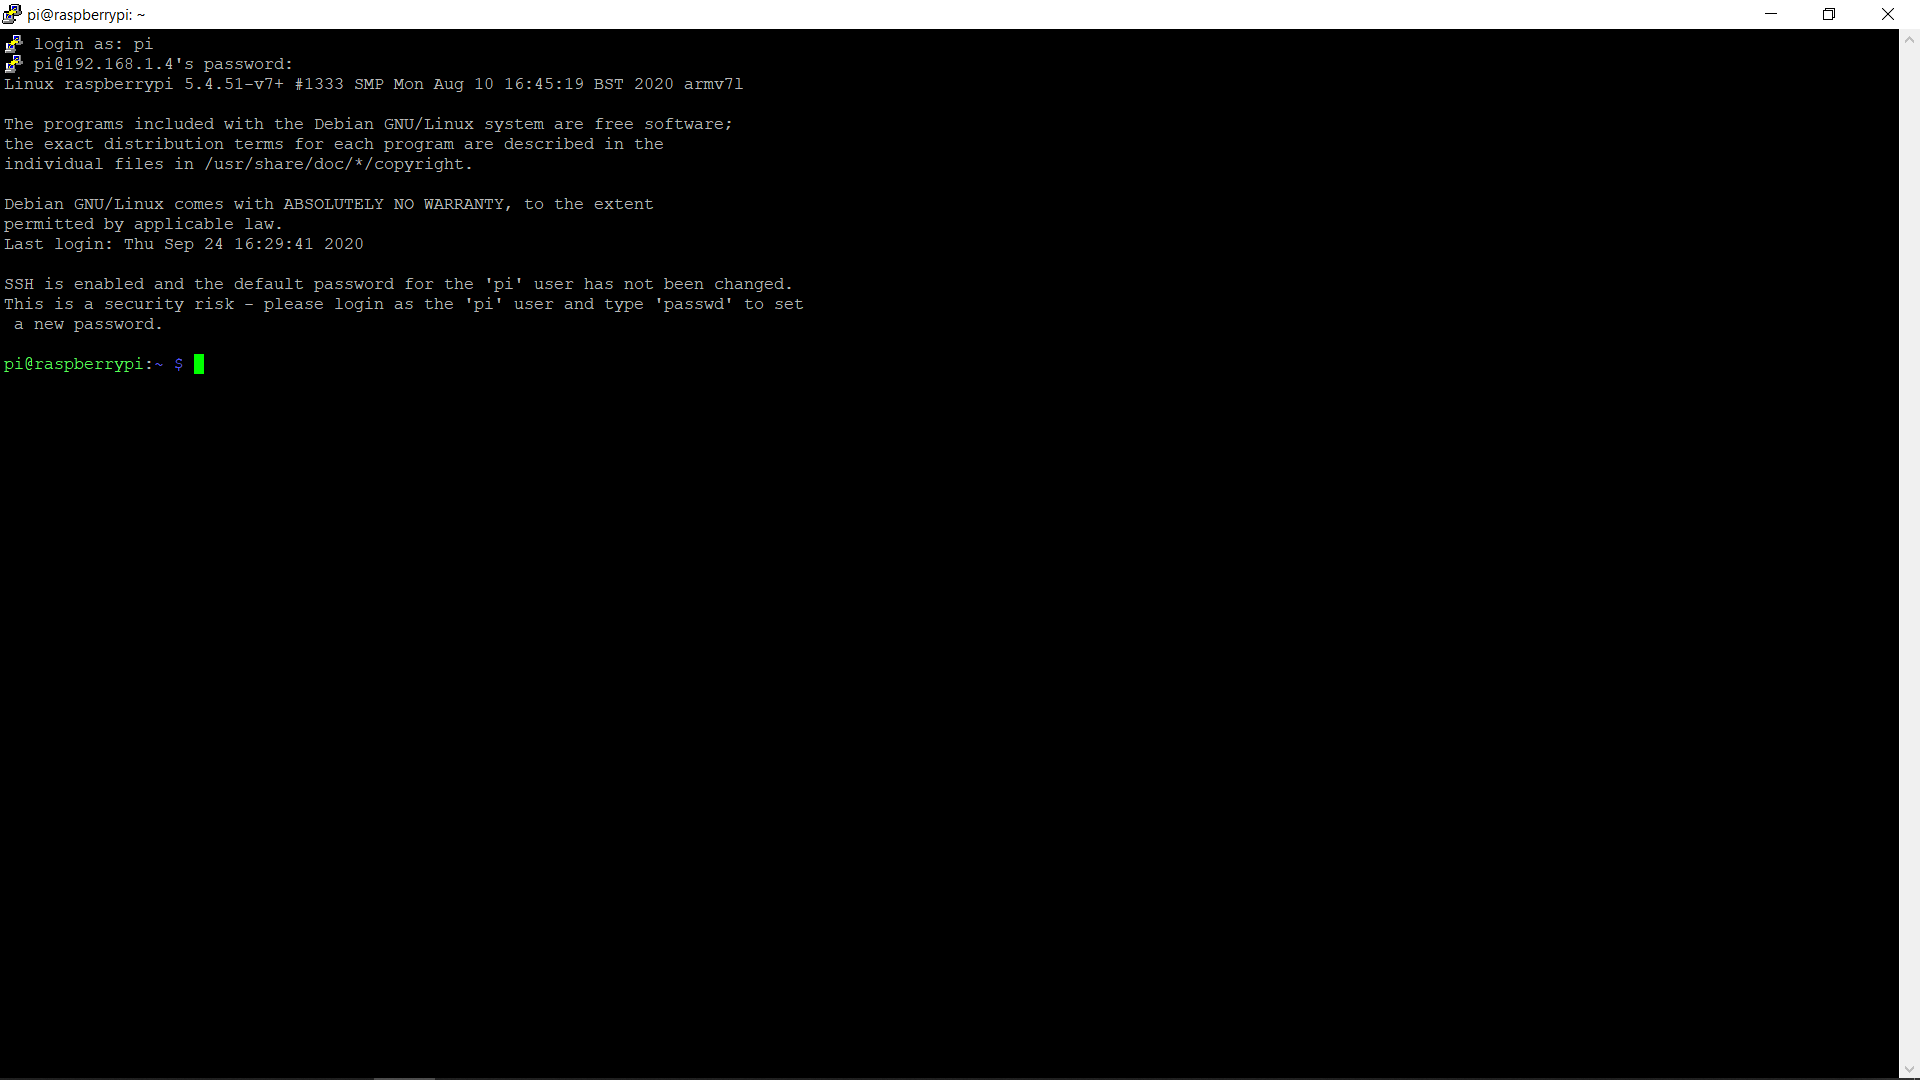 pi@raspberrypi: ~
login as: pi
pi@192.168.1.4's password:
Linux raspberrypi 5.4.51-v7+ #1333 SMP Mon Aug 10 16:45:19 BST 2020 armv7l
The programs included with the Debian GNU/Linux system are free software;
the exact distribution terms for each program are described in the
individual files in /usr/share/doc/*/copyright.
Debian GNU/Linux comes with ABSOLUTELY NO WARRANTY, to the extent
permitted by applicable law.
Last login: Thu Sep 24 16:29:41 2020
SSH is enabled and the default password for the 'pi' user has not been changed.
This is a security risk - please login as the 'pi' user and type 'passwd' to set
 a new password.
pi@raspberrypi:~ $